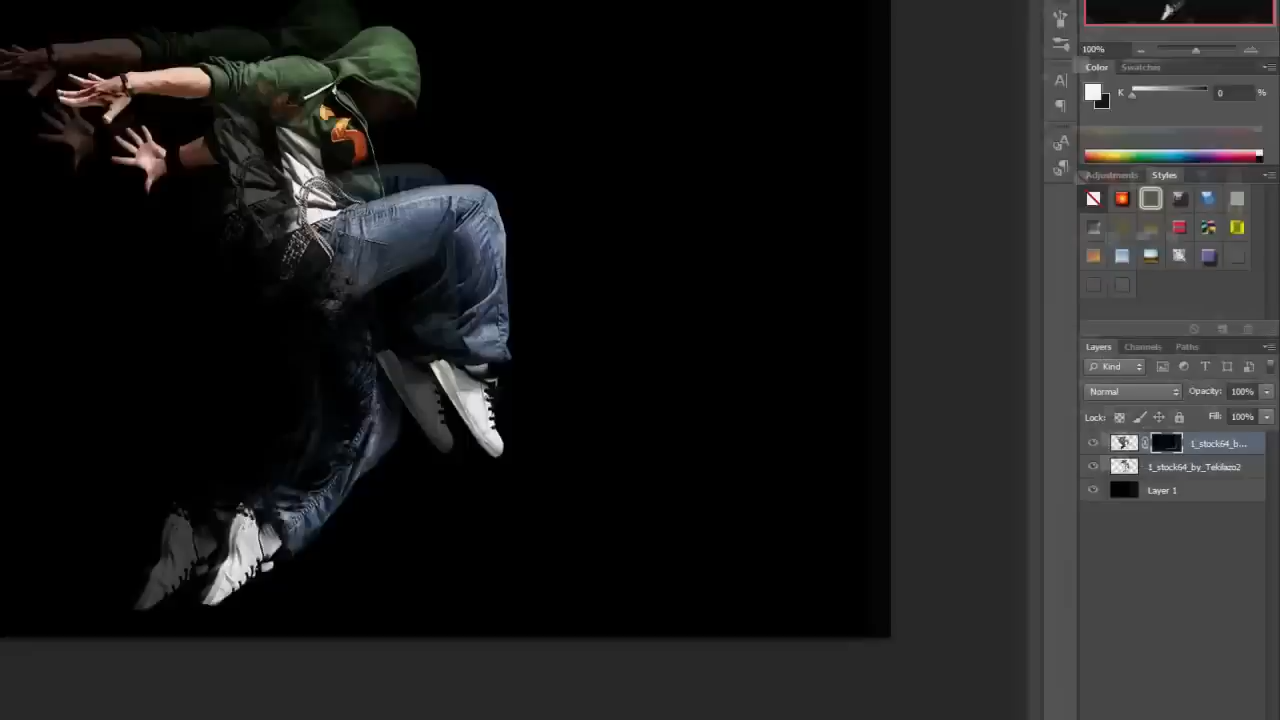 100%
Color Swatches
K 0 %
Adjustments Styles
Layers Channels Paths
Kind
Normal Opacity: 100%
Lock: Fill: 100%
1_stock64_b...
1_stock64_by_Tekilazo2
Layer 1